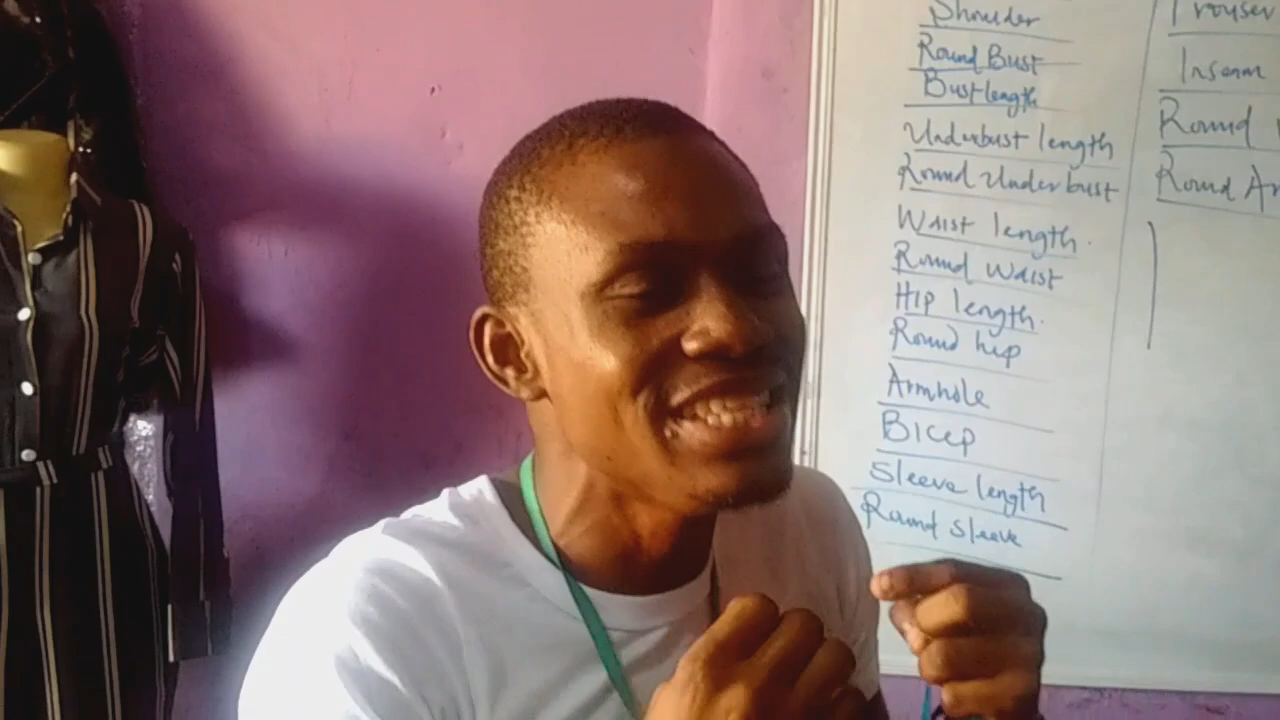 Shoulder
Round Bust
Bust length
Underbust length
Round Underbust
Waist length.
Round Waist
Hip length.
Round hip
Armhole
Bicep
Sleeve length
Round sleeve
Trouser
Round
Round